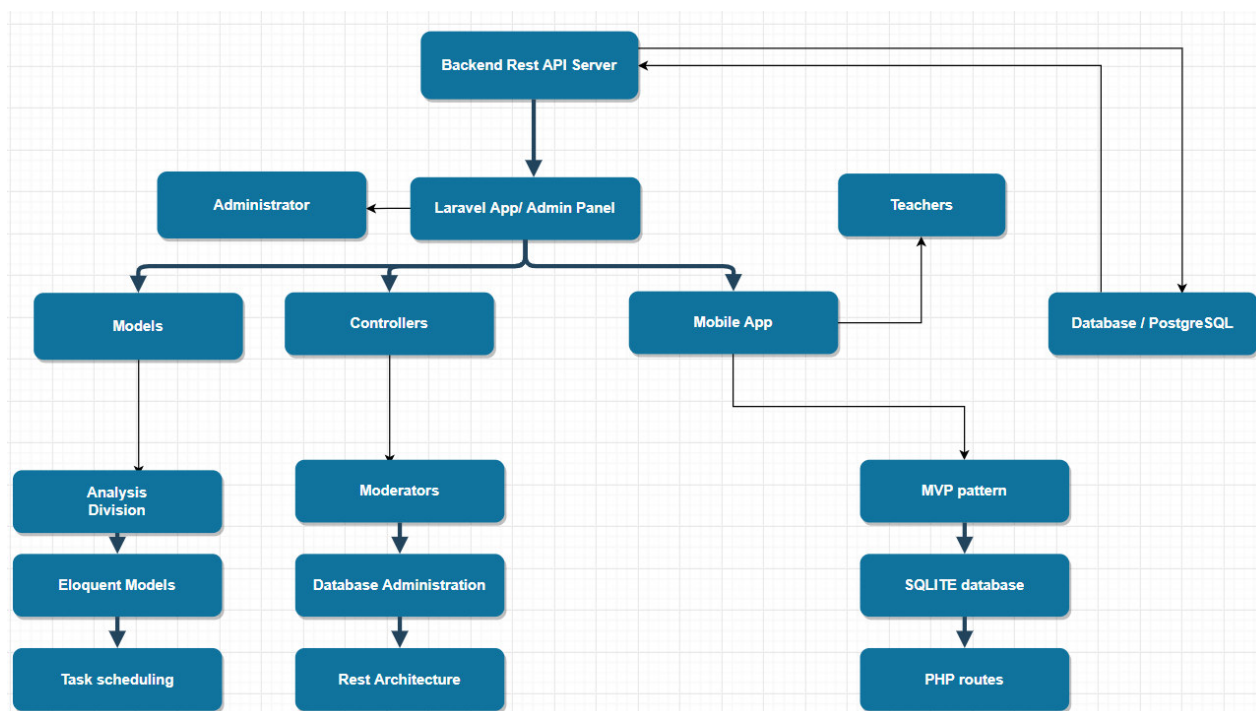 Backend Rest API Server
Administrator
Laravel App/ Admin Panel
Teachers
Models
Controllers
Mobile App
Database / PostgreSQL
Analysis
Division
Moderators
MVP pattern
Eloquent Models
Database Administration
SQLITE database
Task scheduling
Rest Architecture
PHP routes